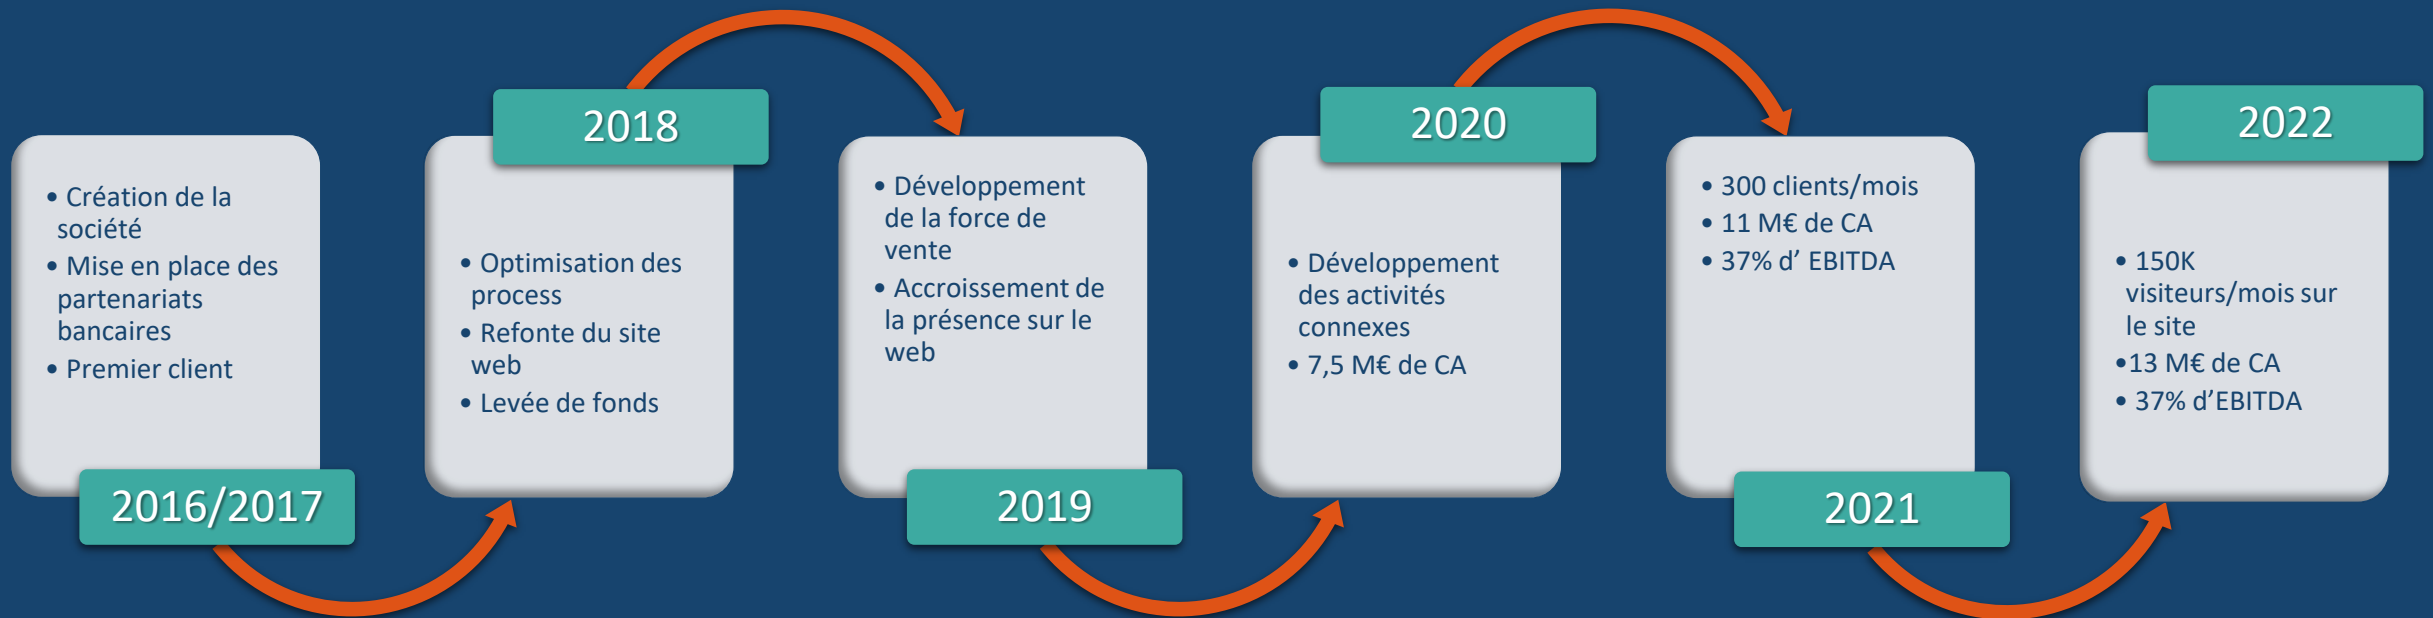 • Création de la
société
• Mise en place des
partenariats
bancaires
• Premier client
2016/2017
2018
• Optimisation des
process
• Refonte du site
web
• Levée de fonds
• Développement
de la force de
vente
• Accroissement de
la présence sur le
web
2019
2020
• Développement
des activités
connexes
• 7,5 M€ de CA
• 300 clients/mois
• 11 M€ de CA
• 37% d’ EBITDA
2021
2022
• 150K
visiteurs/mois sur
le site
•13 M€ de CA
• 37% d’EBITDA